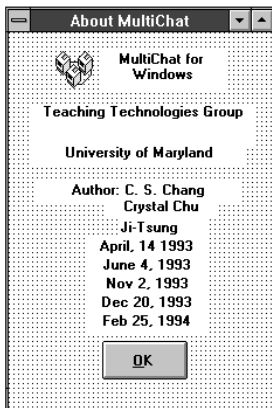 About MultiChat
MultiChat for
Windows
Teaching Technologies Group
University of Maryland
Author: C. S. Chang
Crystal Chu
Ji-Tsung
April, 14 1993
June 4, 1993
Nov 2, 1993
Dec 20, 1993
Feb 25, 1994
OK